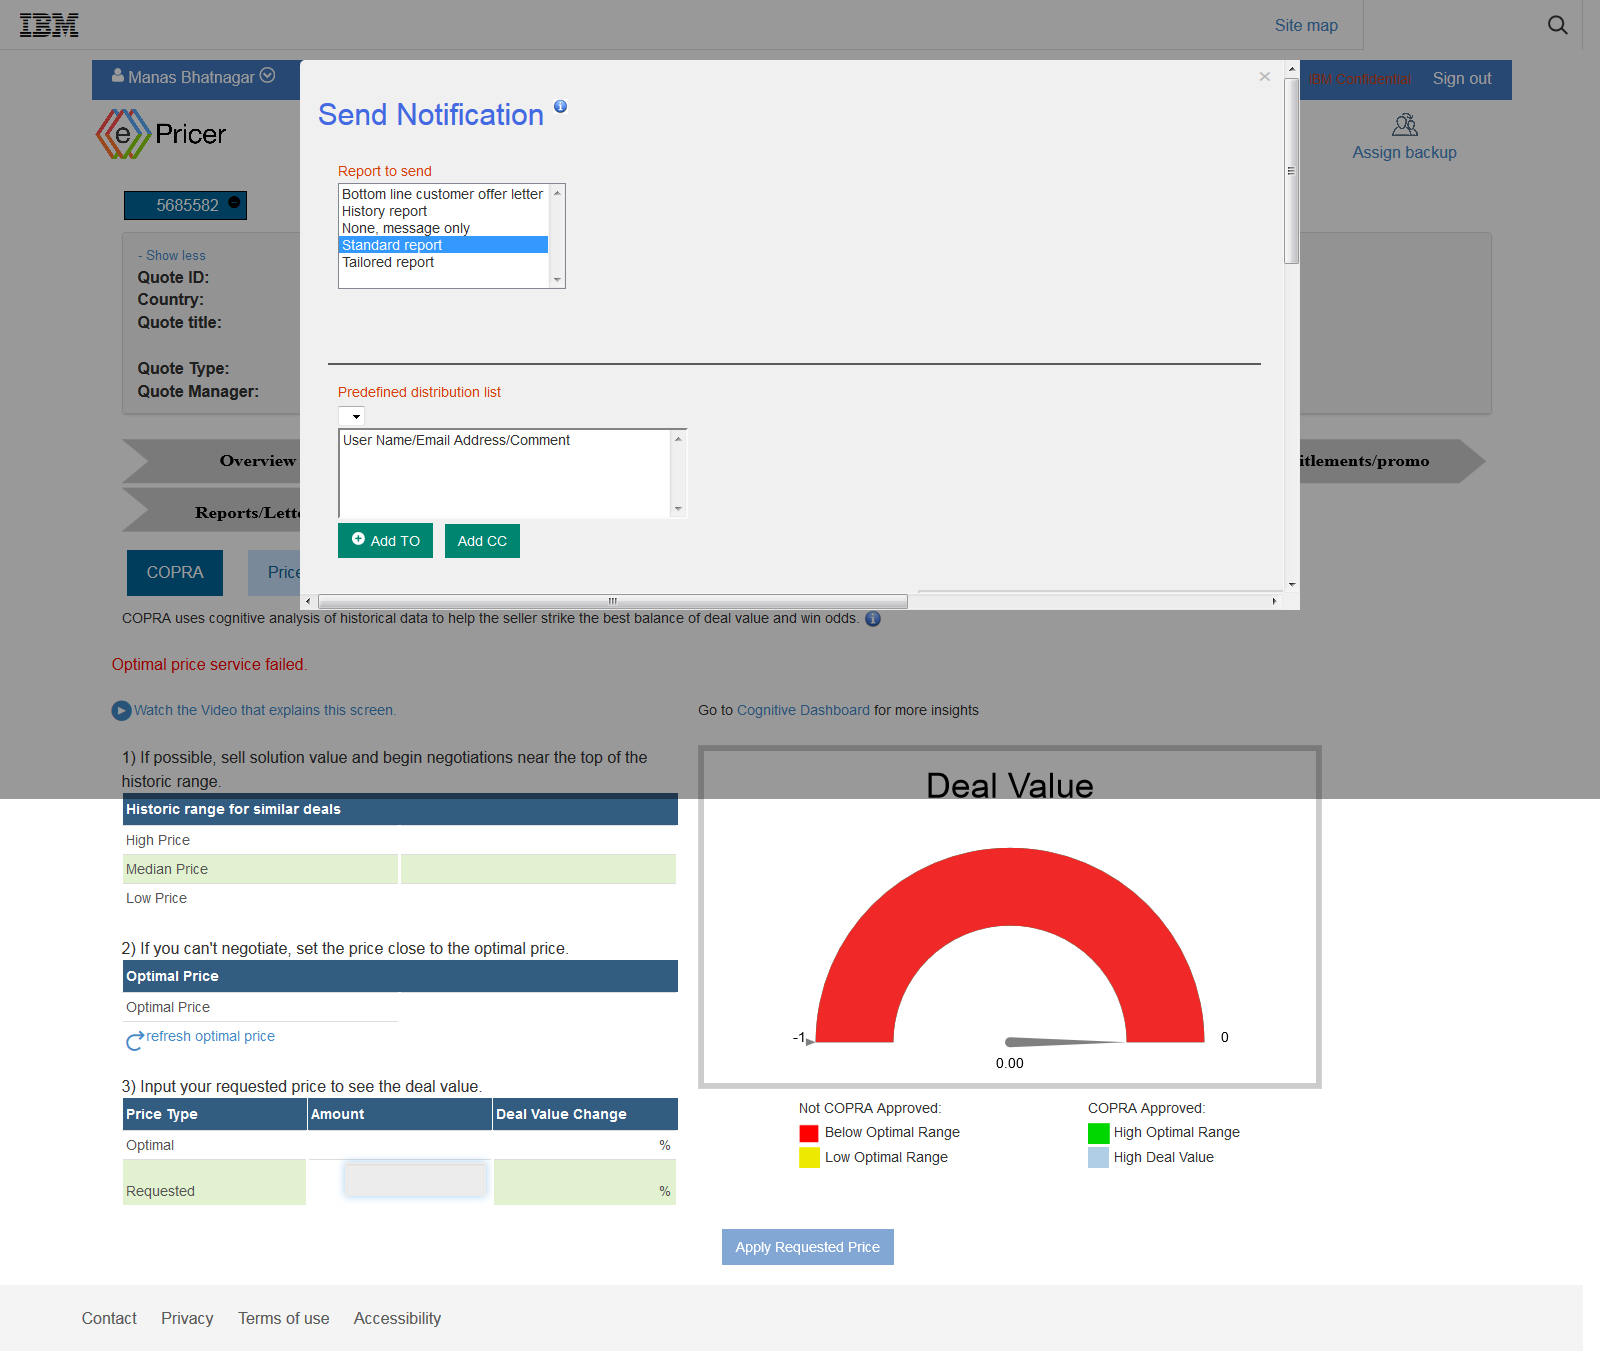 IBM
Site map
Manas Bhatnagar
IBM Confidential
Sign out
e Pricer
Assign backup
5685582
- Show less
Quote ID:
Country:
Quote title:
Quote Type:
Quote Manager:
×
Send Notification
Report to send
Bottom line customer offer letter
History report
None, message only
Standard report
Tailored report
Predefined distribution list
User Name/Email Address/Comment
Add TO
Add CC
Overview
itlements/promo
Reports/Lett
COPRA
Price
COPRA uses cognitive analysis of historical data to help the seller strike the best balance of deal value and win odds.
Optimal price service failed.
Watch the Video that explains this screen.
Go to Cognitive Dashboard for more insights
1) If possible, sell solution value and begin negotiations near the top of the
historic range.
Historic range for similar deals
High Price
Median Price
Low Price
2) If you can't negotiate, set the price close to the optimal price.
Optimal Price
Optimal Price
refresh optimal price
3) Input your requested price to see the deal value.
Price Type Amount Deal Value Change
Optimal %
Requested %
Deal Value
-1
0
0.00
Not COPRA Approved:
Below Optimal Range
Low Optimal Range
COPRA Approved:
High Optimal Range
High Deal Value
Apply Requested Price
Contact Privacy Terms of use Accessibility